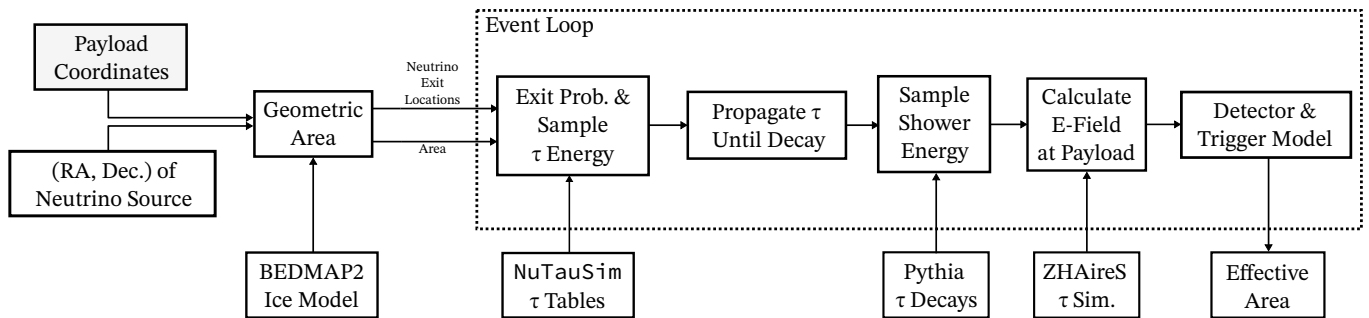 Event Loop
Payload
Coordinates
(RA, Dec.) of
Neutrino Source
Geometric
Area
BEDMAP2
Ice Model
Neutrino
Exit
Locations
Area
Exit Prob. &
Sample
τ Energy
NuTauSim
τ Tables
Propagate τ
Until Decay
Sample
Shower
Energy
Pythia
τ Decays
Calculate
E-Field
at Payload
ZHAireS
τ Sim.
Detector &
Trigger Model
Effective
Area